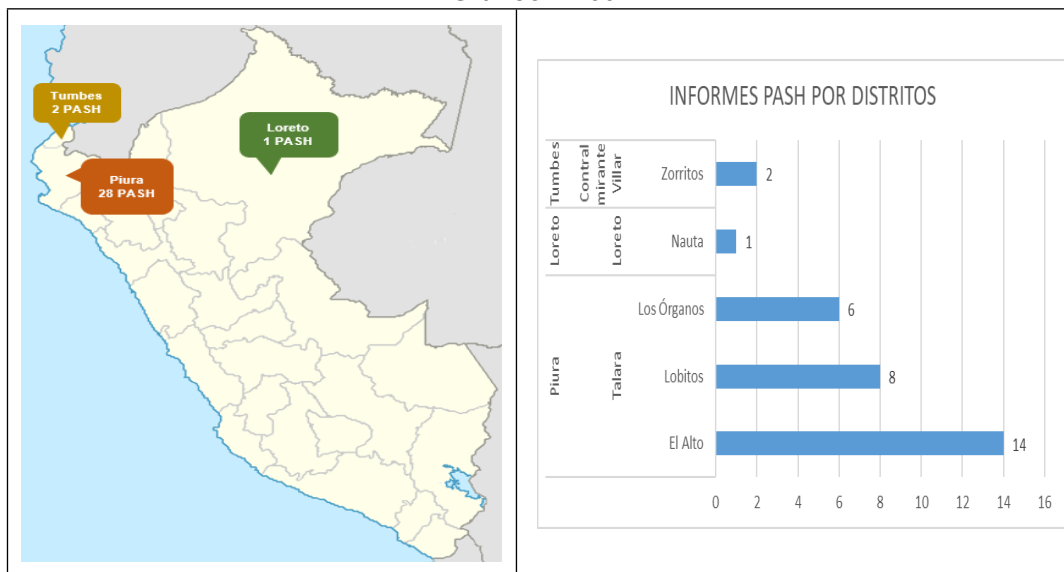 Tumbes
2 PASH
Loreto
1 PASH
Piura
28 PASH
INFORMES PASH POR DISTRITOS
Tumbes
Contral
mirante
Villar
Zorritos
2
Loreto
Loreto
Nauta
1
Piura
Talara
Los Órganos
6
Lobitos
8
El Alto
14
0 2 4 6 8 10 12 14 16